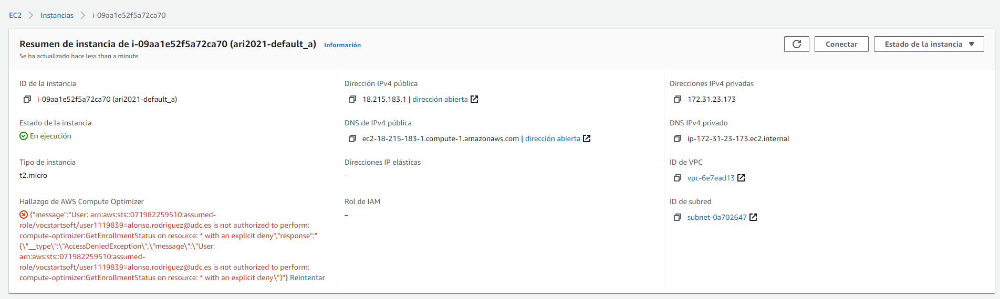 EC2 > Instancias > i-09aa1e52f5a72ca70
Resumen de instancia de i-09aa1e52f5a72ca70 (ari2021-default_a) Información
Se ha actualizado hace less than a minute
Conectar
Estado de la instancia ▼
ID de la instancia
i-09aa1e52f5a72ca70 (ari2021-default_a)
Estado de la instancia
En ejecución
Tipo de instancia
t2.micro
Hallazgo de AWS Compute Optimizer
{"message":"User: arn:aws:sts::071982259510:assumed-
role/vocstartsoft/user1119839=alonso.rodriguez@udc.es is not authorized to perform:
compute-optimizer:GetEnrollmentStatus on resource: * with an explicit deny","response":"
{\"__type\":\"AccessDeniedException\",\"message\":\"User:
arn:aws:sts::071982259510:assumed-
role/vocstartsoft/user1119839=alonso.rodriguez@udc.es is not authorized to perform:
compute-optimizer:GetEnrollmentStatus on resource: * with an explicit deny\"}"} Reintentar
Dirección IPv4 pública
18.215.183.1 | dirección abierta
DNS de IPv4 pública
ec2-18-215-183-1.compute-1.amazonaws.com | dirección abierta
Direcciones IP elásticas
–
Rol de IAM
–
Direcciones IPv4 privadas
172.31.23.173
DNS IPv4 privado
ip-172-31-23-173.ec2.internal
ID de VPC
vpc-6e7ead13
ID de subred
subnet-0a702647